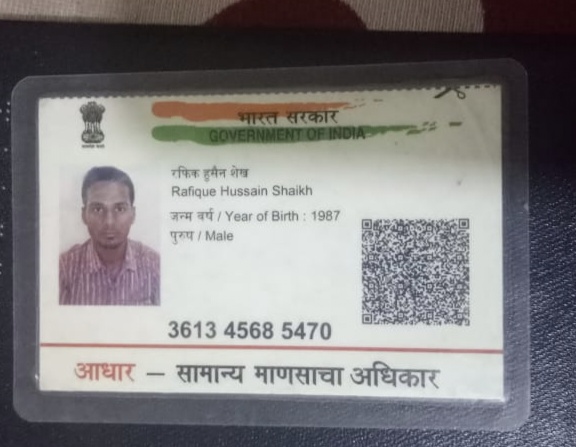 भारत सरकार
GOVERNMENT OF INDIA
रफिक हुसैन शेख
Rafique Hussain Shaikh
जन्म वर्ष / Year of Birth : 1987
पुरुष / Male
3613 4568 5470
आधार — सामान्य माणसाचा अधिकार